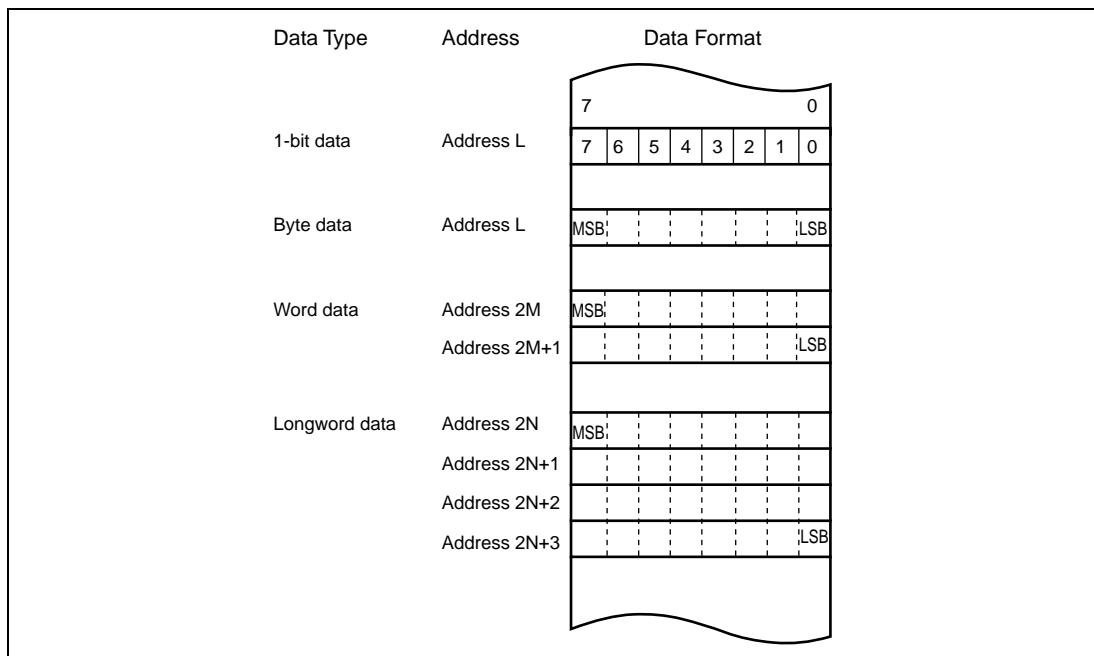 Data Type Address Data Format
7 0
1-bit data Address L 7 6 5 4 3 2 1 0
Byte data Address L MSB LSB
Word data Address 2M MSB
Address 2M+1 LSB
Longword data Address 2N MSB
Address 2N+1
Address 2N+2
Address 2N+3 LSB